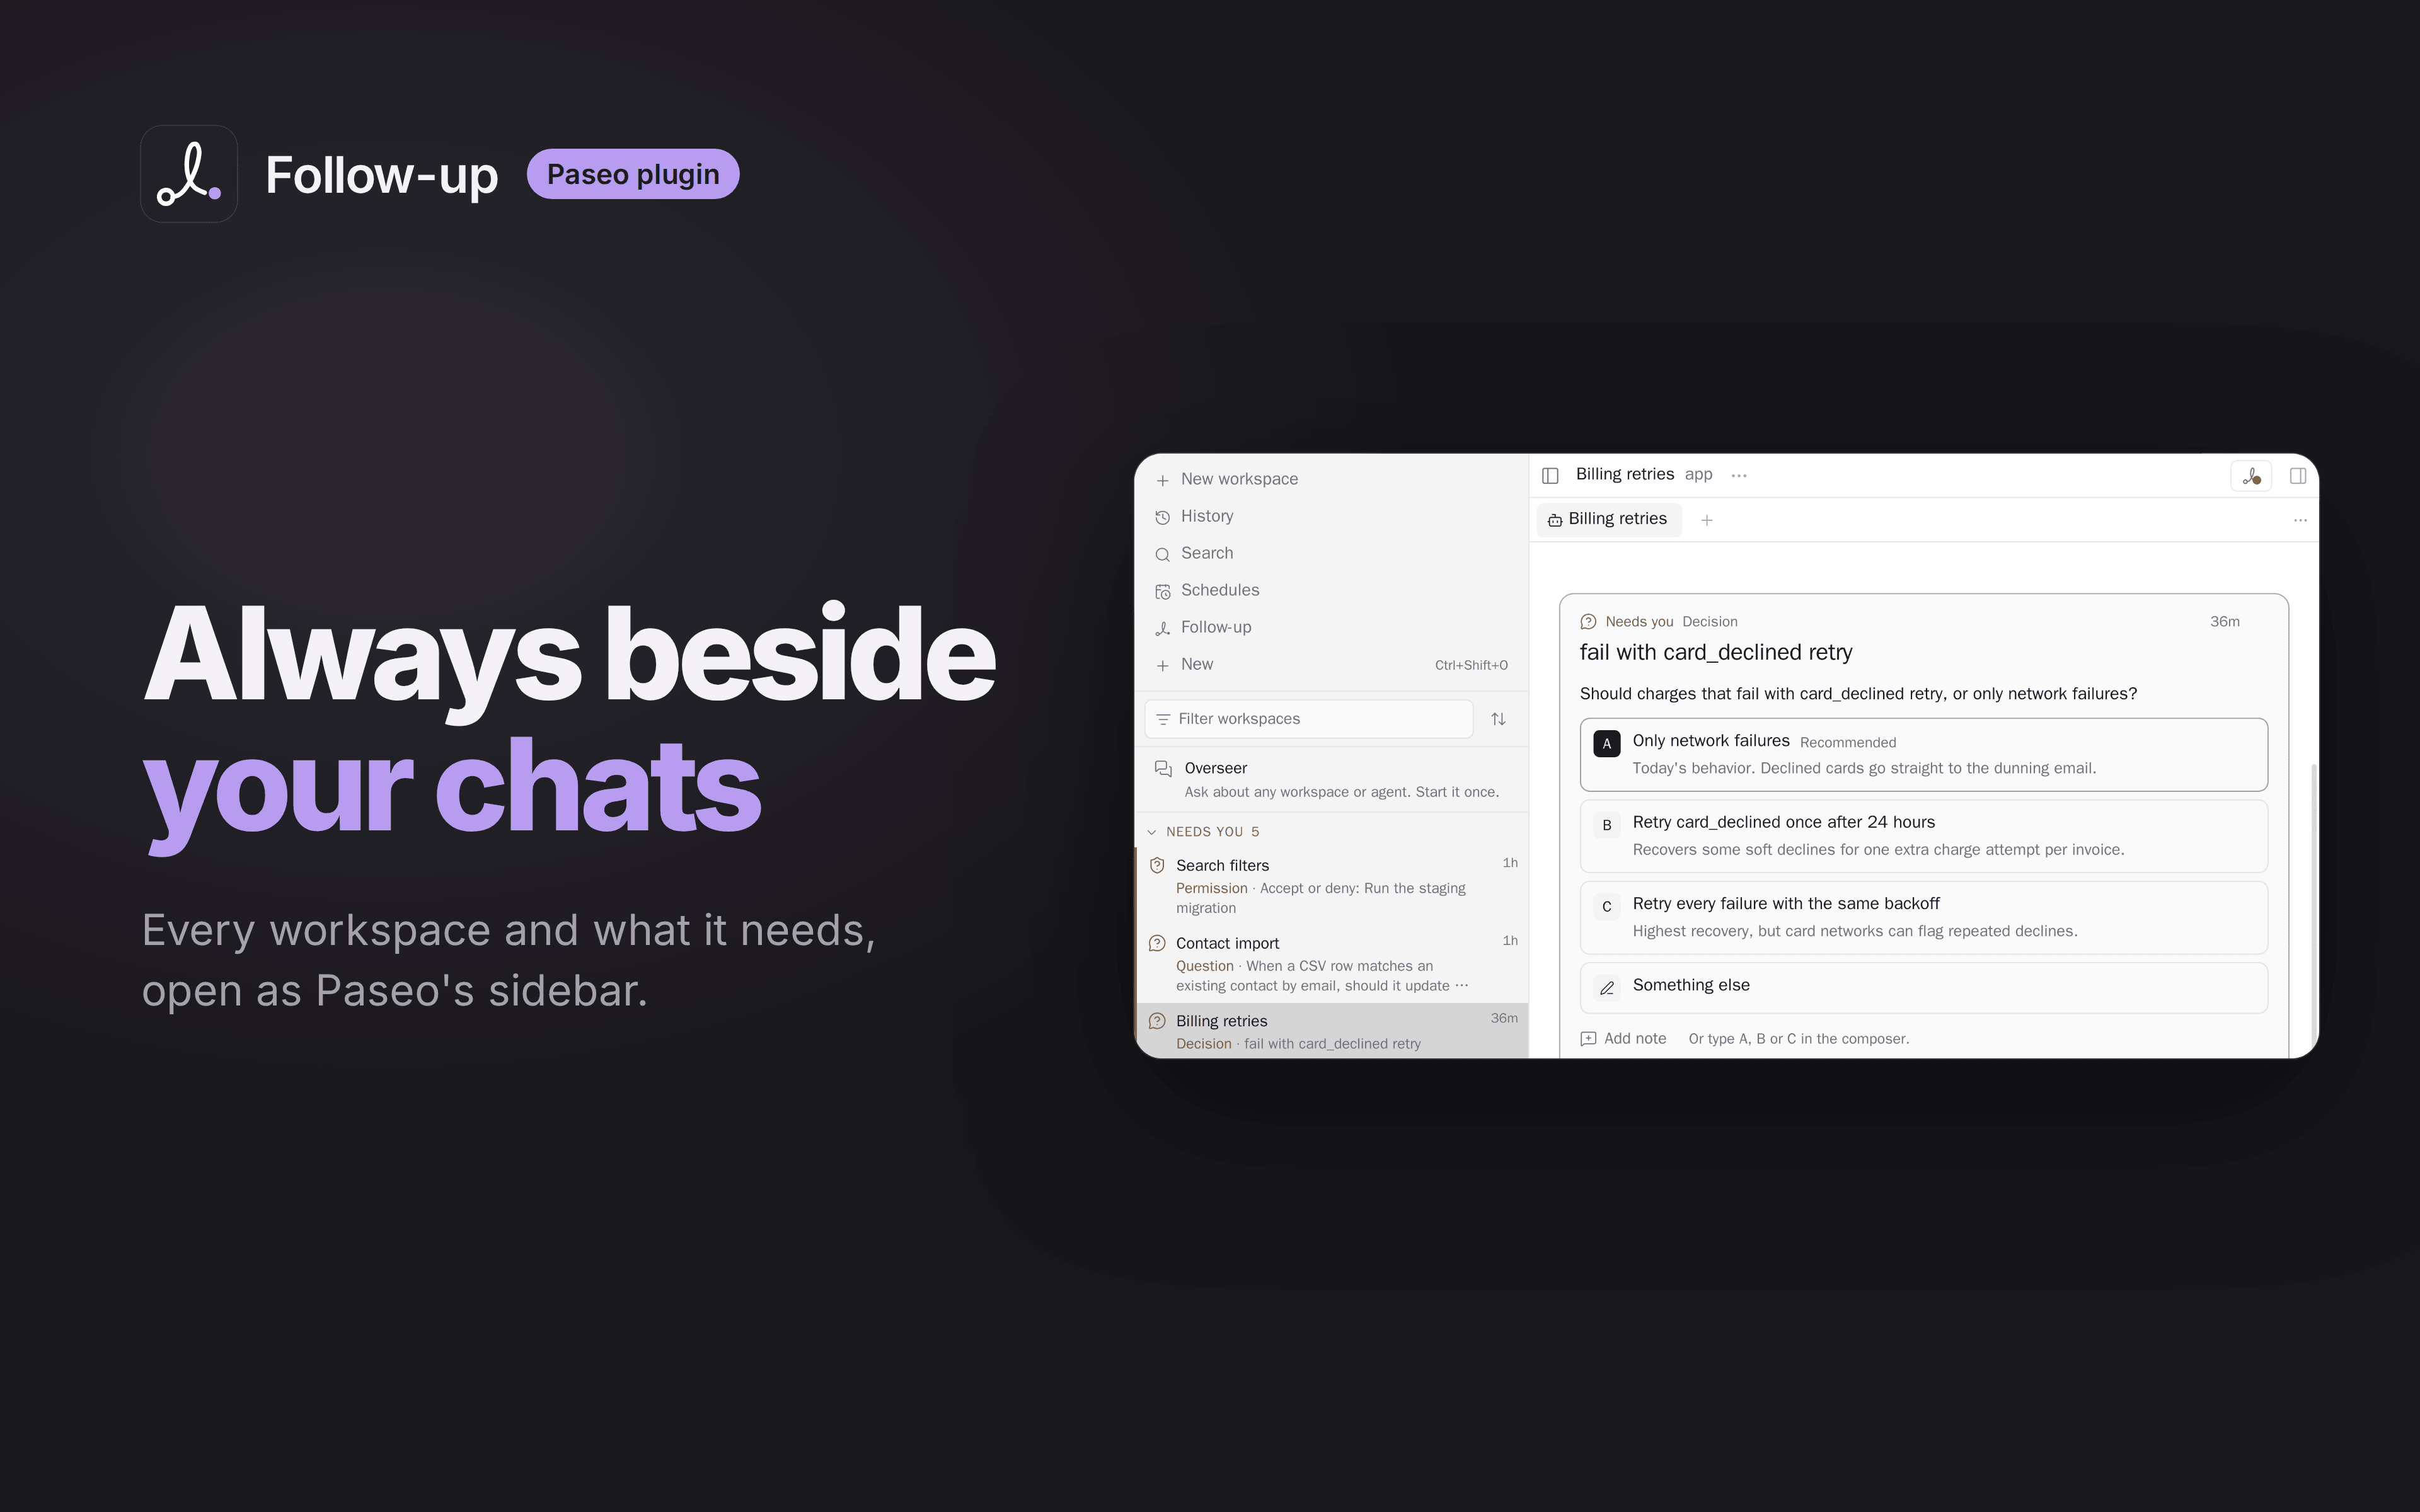 Follow-up
Paseo plugin
Always beside
your chats
Every workspace and what it needs,
open as Paseo's sidebar.
New workspace
History
Search
Schedules
Follow-up
New Ctrl+Shift+O
Filter workspaces
Overseer
Ask about any workspace or agent. Start it once.
NEEDS YOU 5
Search filters 1h
Permission · Accept or deny: Run the staging
migration
Contact import 1h
Question · When a CSV row matches an
existing contact by email, should it update ···
Billing retries 36m
Decision · fail with card_declined retry
Billing retries app ···
Billing retries
Needs you Decision 36m
fail with card_declined retry
Should charges that fail with card_declined retry, or only network failures?
A Only network failures Recommended
Today's behavior. Declined cards go straight to the dunning email.
B Retry card_declined once after 24 hours
Recovers some soft declines for one extra charge attempt per invoice.
C Retry every failure with the same backoff
Highest recovery, but card networks can flag repeated declines.
Something else
Add note Or type A, B or C in the composer.